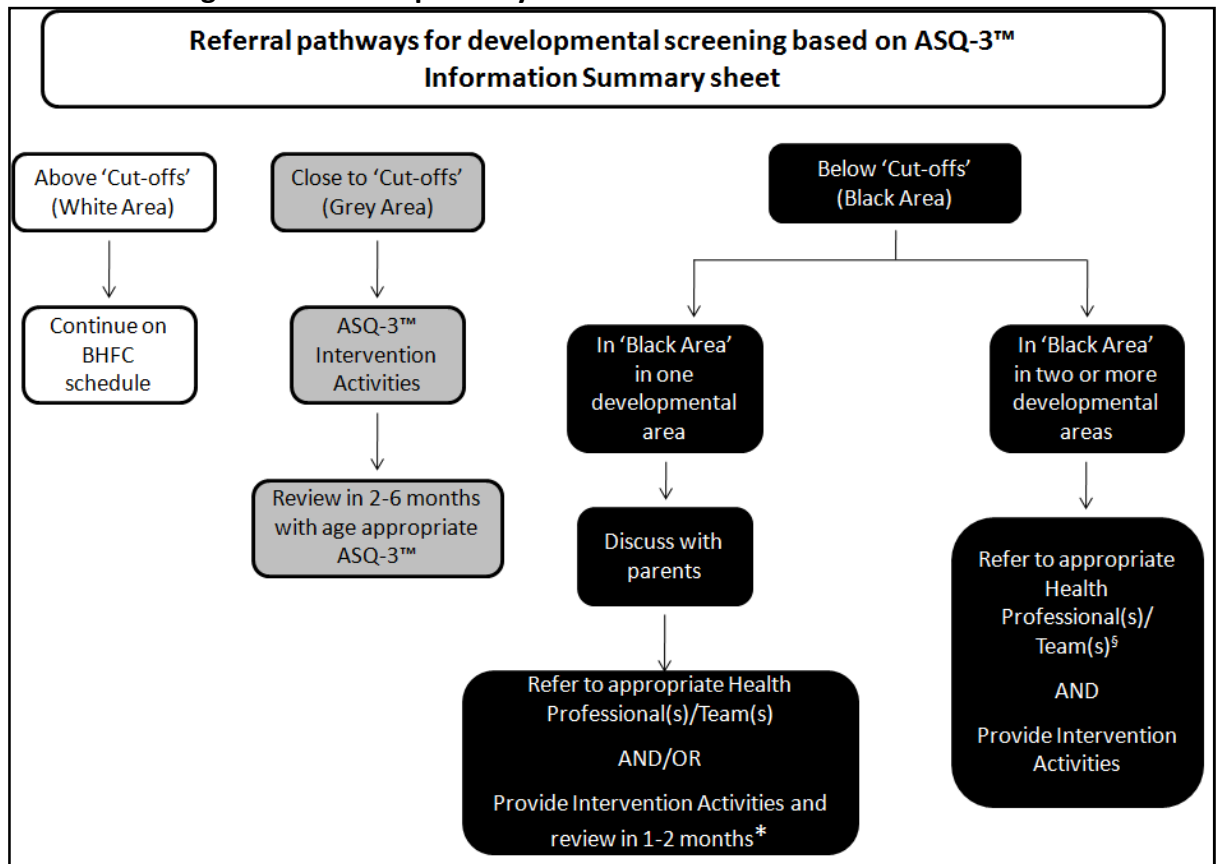 Referral pathways for developmental screening based on ASQ-3™
Information Summary sheet
Above ‘Cut-offs’
(White Area)
Continue on
BHFC
schedule
Close to ‘Cut-offs’
(Grey Area)
ASQ-3™
Intervention
Activities
Review in 2-6 months
with age appropriate
ASQ-3™
Below ‘Cut-offs’
(Black Area)
In ‘Black Area’
in one
developmental
area
Discuss with
parents
Refer to appropriate Health
Professional(s)/Team(s)
AND/OR
Provide Intervention Activities and
review in 1-2 months*
In ‘Black Area’
in two or more
developmental
areas
Refer to appropriate
Health
Professional(s)/
Team(s)§
AND
Provide Intervention
Activities